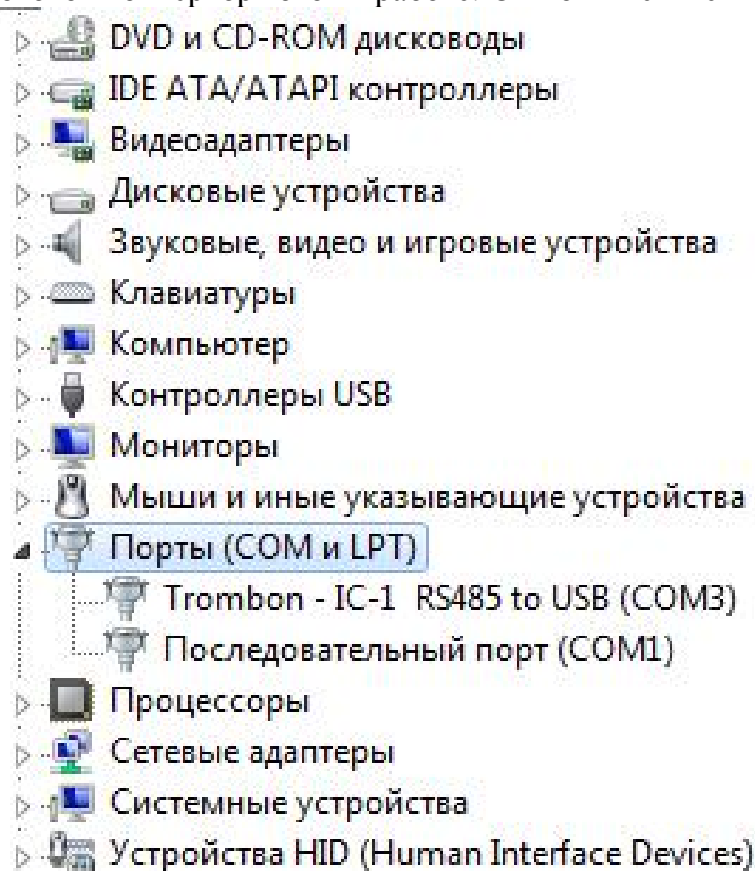 DVD и CD-ROM дисководы
IDE ATA/ATAPI контроллеры
Видеоадаптеры
Дисковые устройства
Звуковые, видео и игровые устройства
Клавиатуры
Компьютер
Контроллеры USB
Мониторы
Мыши и иные указывающие устройства
Порты (COM и LPT)
Trombon - IC-1 RS485 to USB (COM3)
Последовательный порт (COM1)
Процессоры
Сетевые адаптеры
Системные устройства
Устройства HID (Human Interface Devices)